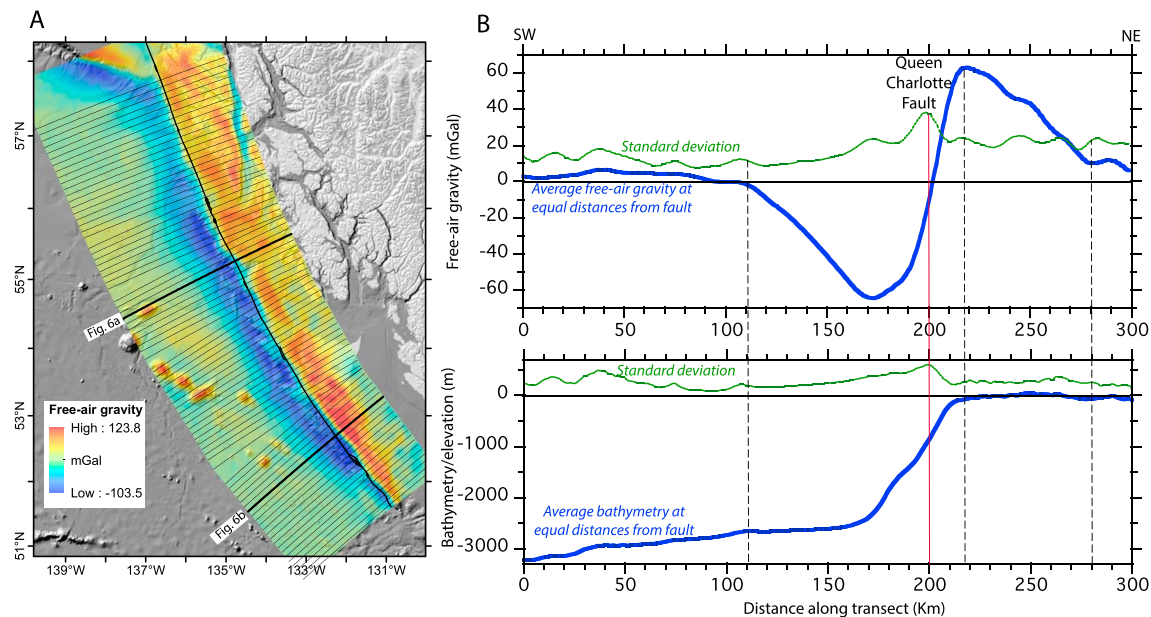 A
57°N
55°N
53°N
51°N
139°W
137°W
135°W
133°W
131°W
Fig. 6a
Fig. 6b
Free-air gravity
High : 123.8
mGal
Low : -103.5
B
SW
NE
Queen
Charlotte
Fault
Standard deviation
Average free-air gravity at
equal distances from fault
Free-air gravity (mGal)
60
40
20
0
-20
-40
-60
0
50
100
150
200
250
300
Standard deviation
Average bathymetry at
equal distances from fault
Bathymetry/elevation (m)
0
-1000
-2000
-3000
0
50
100
150
200
250
300
Distance along transect (Km)